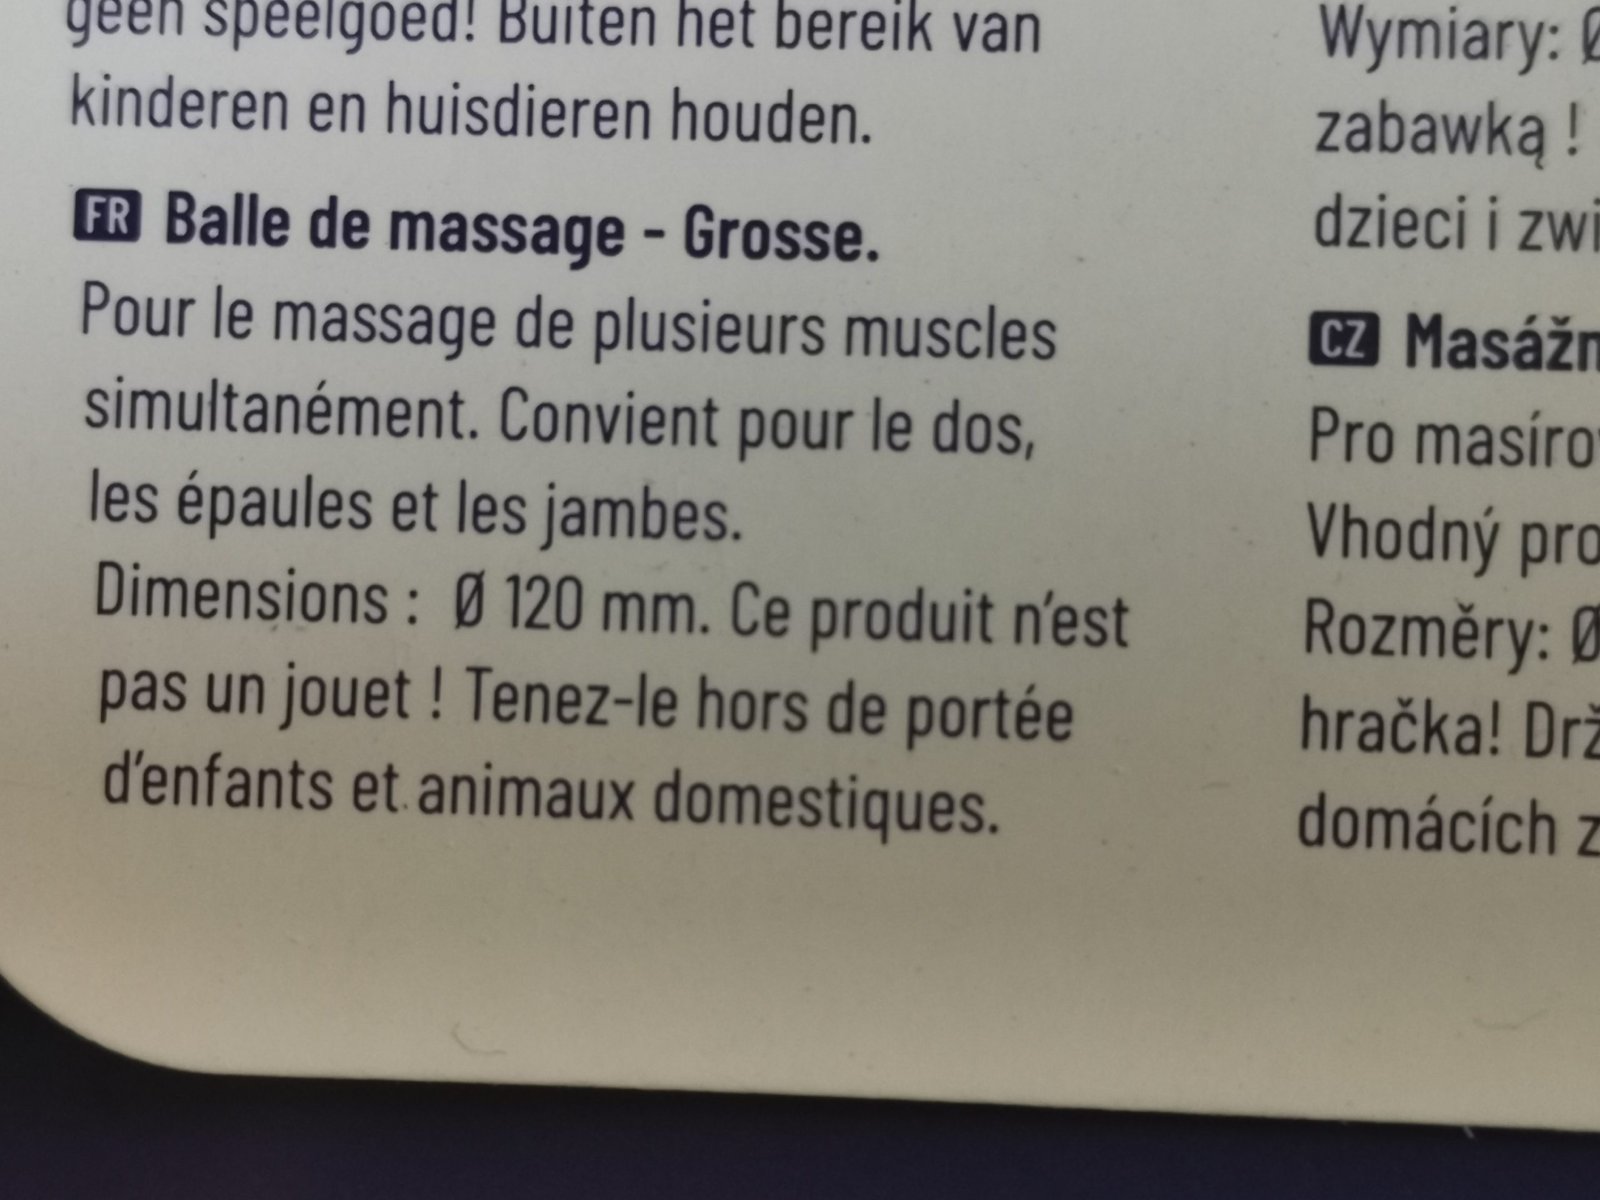 geen speelgoed! Buiten het bereik van
kinderen en huisdieren houden.
FR Balle de massage - Grosse.
Pour le massage de plusieurs muscles
simultanément. Convient pour le dos,
les épaules et les jambes.
Dimensions : Ø 120 mm. Ce produit n'est
pas un jouet ! Tenez-le hors de portée
d'enfants et animaux domestiques.
Wymiary: Ø
zabawką !
dzieci i
CZ
Pro
Vhodný pro
Rozměry: Ø
hračka!
domácích